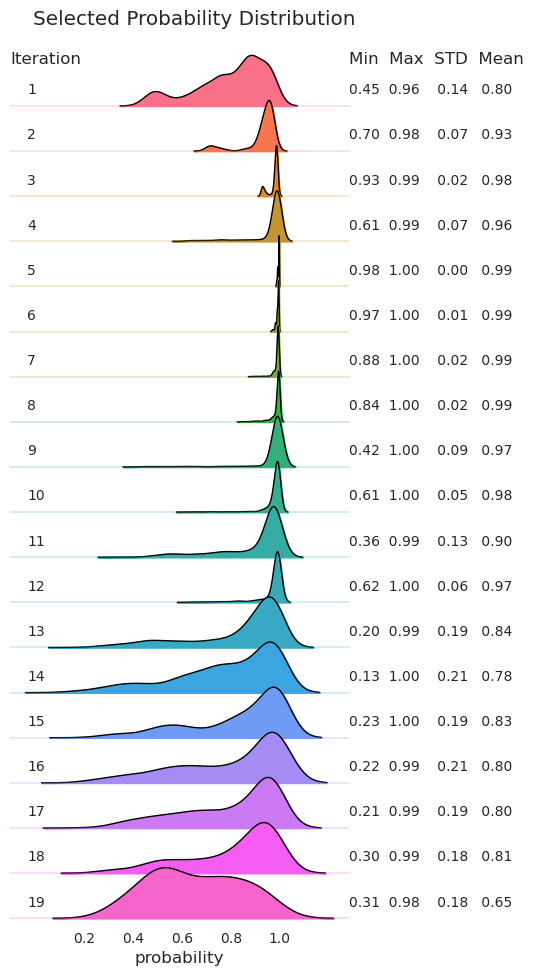 Selected Probability Distribution
Iteration Min Max STD Mean
1 0.45 0.96 0.14 0.80
2 0.70 0.98 0.07 0.93
3 0.93 0.99 0.02 0.98
4 0.61 0.99 0.07 0.96
5 0.98 1.00 0.00 0.99
6 0.97 1.00 0.01 0.99
7 0.88 1.00 0.02 0.99
8 0.84 1.00 0.02 0.99
9 0.42 1.00 0.09 0.97
10 0.61 1.00 0.05 0.98
11 0.36 0.99 0.13 0.90
12 0.62 1.00 0.06 0.97
13 0.20 0.99 0.19 0.84
14 0.13 1.00 0.21 0.78
15 0.23 1.00 0.19 0.83
16 0.22 0.99 0.21 0.80
17 0.21 0.99 0.19 0.80
18 0.30 0.99 0.18 0.81
19 0.31 0.98 0.18 0.65
0.2 0.4 0.6 0.8 1.0
probability